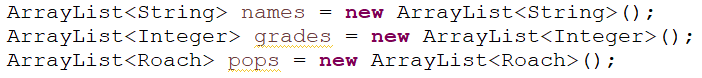 ArrayList<String> names = new ArrayList<String>();
ArrayList<Integer> grades = new ArrayList<Integer>();
ArrayList<Roach> pops = new ArrayList<Roach>();